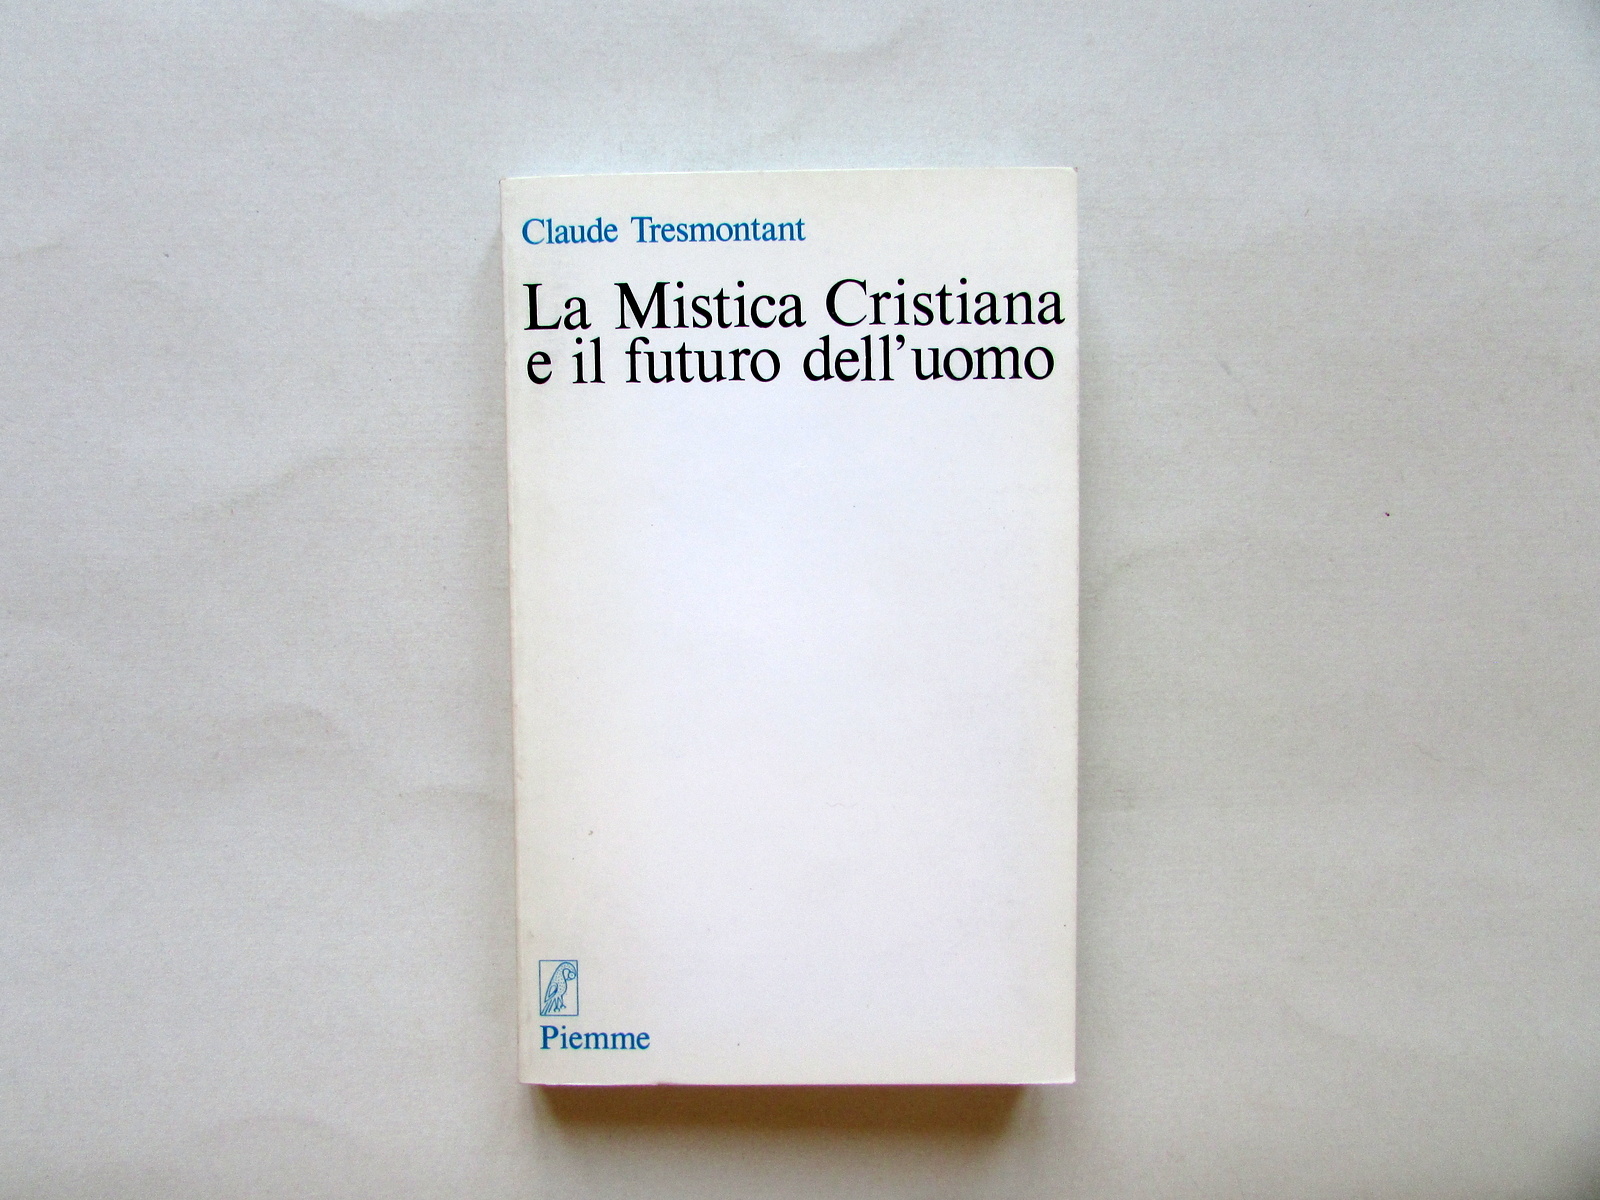 Claude Tresmontant
La Mistica Cristiana
e il futuro dell'uomo
Piemme